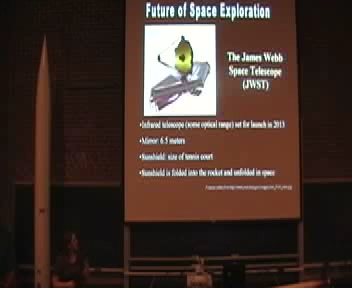 Future of Space Exploration
The James Webb
Space Telescope
(JWST)
•Infrared telescope (some optical range) set for launch in 2013
•Mirror: 6.5 meters
•Sunshield: size of tennis court
•Sunshield is folded into the rocket and unfolded in space